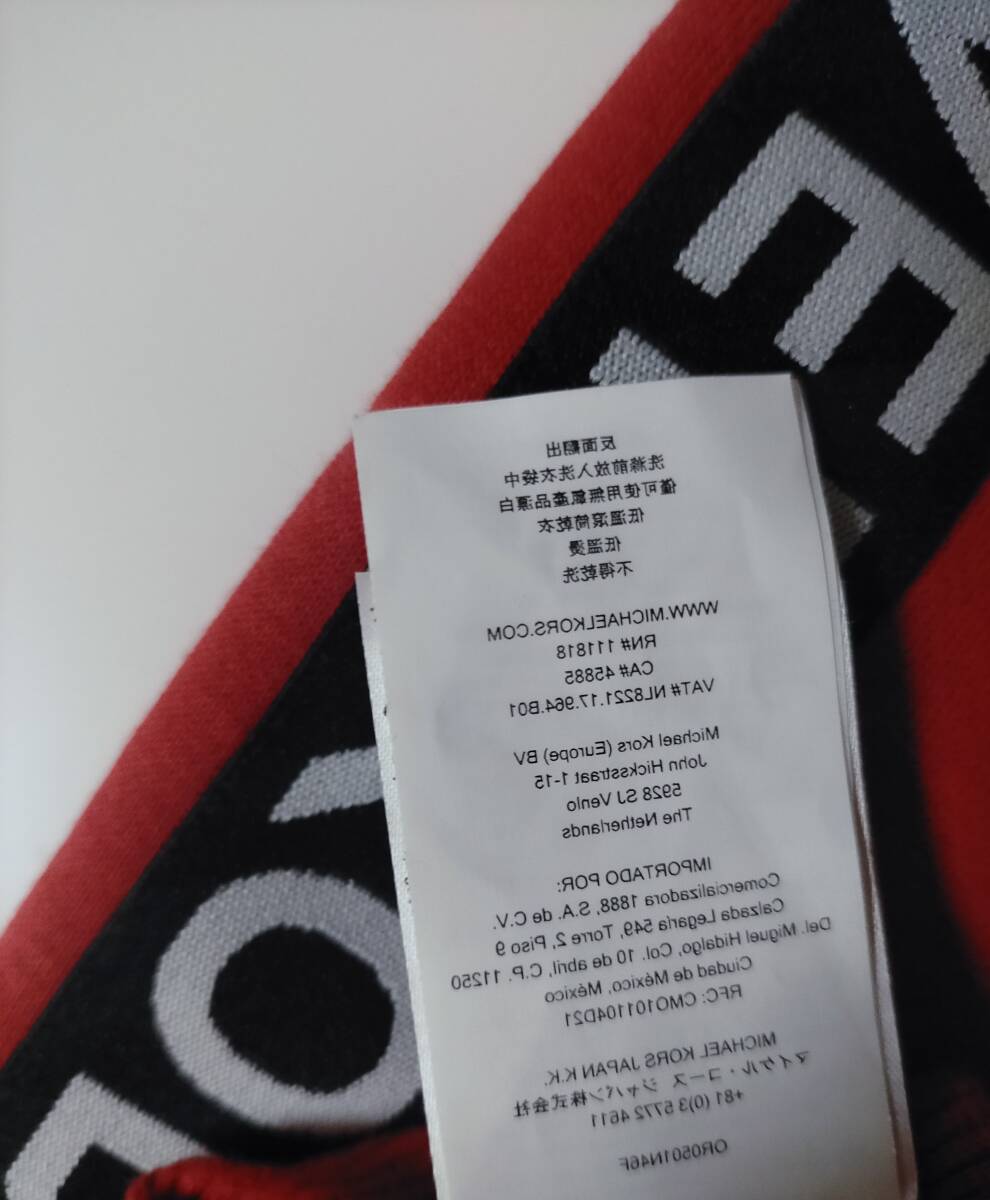 反面翻出
洗滌前放入洗衣袋中
僅可使用無氯產品漂白
低溫滾筒乾衣
低溫燙
不得乾洗
WWW.MICHAELKORS.COM
RN# 111818
CA# 45885
VAT# NL8221.17.964.B01
Michael Kors (Europe) BV
John Hicksstraat 1-15
5928 SJ Venlo
The Netherlands
IMPORTADO POR:
Comercializadora 1888, S.A. de C.V.
Calzada Legaria 549, Torre 2, Piso 9
Del. Miguel Hidalgo, Col. 10 de abril, C.P. 11250
Ciudad de México, México
RFC: CMO101104D21
MICHAEL KORS JAPAN K.K.
マイケル・コース ジャパン株式会社
+81 (0)3 5772 4611
OR0501N46F